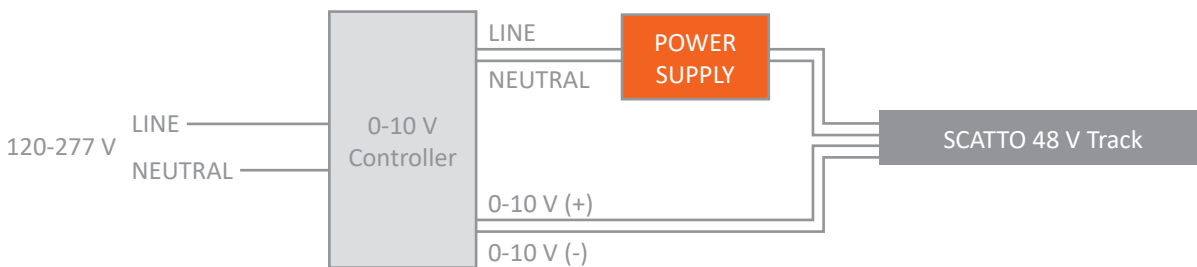 120-277 V
LINE
NEUTRAL
0-10 V
Controller
LINE
NEUTRAL
POWER
SUPPLY
0-10 V (+)
0-10 V (-)
SCATTO 48 V Track